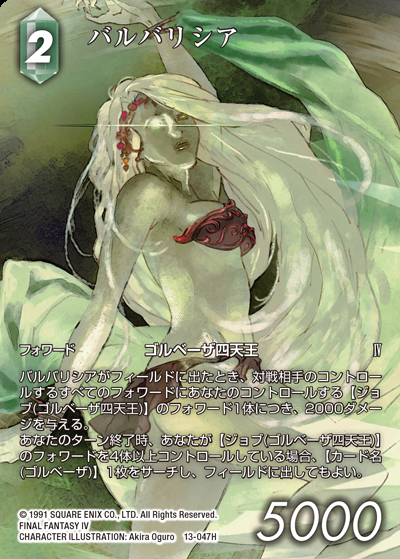 2
バルバリシア
フォワード ゴルベーザ四天王 Ⅳ
バルバリシアがフィールドに出たとき、対戦相手のコントロ
ールするすべてのフォワードにあなたのコントロールする【ジョ
ブ(ゴルベーザ四天王)】のフォワード1体につき、2000ダメー
ジを与える。
あなたのターン終了時、あなたが【ジョブ(ゴルベーザ四天王)】
のフォワードを4体以上コントロールしている場合、【カード名
(ゴルベーザ)】1枚をサーチし、フィールドに出してもよい。
© 1991 SQUARE ENIX CO., LTD. All Rights Reserved.
FINAL FANTASY IV
CHARACTER ILLUSTRATION: Akira Oguro 13-047H
5000